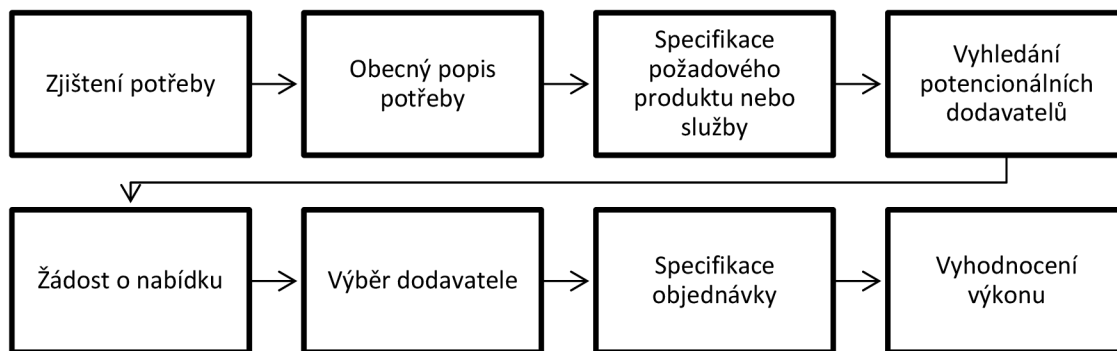 Zjištení potřeby
Obecný popis
potřeby
Specifikace
požadového
produktu nebo
služby
Vyhledání
potencionálních
dodavatelů
Žádost o nabídku
Výběr dodavatele
Specifikace
objednávky
Vyhodnocení
výkonu